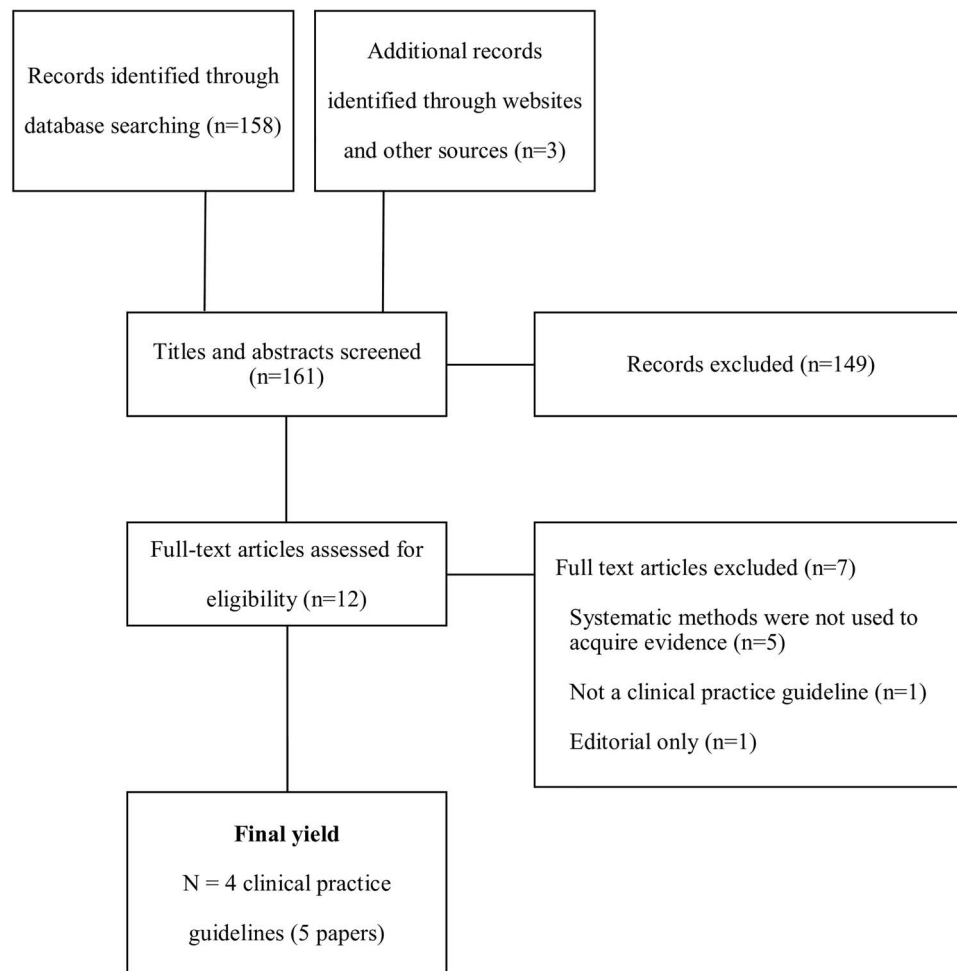 Records identified through
database searching (n=158)
Additional records
identified through websites
and other sources (n=3)
Titles and abstracts screened
(n=161)
Records excluded (n=149)
Full-text articles assessed for
eligibility (n=12)
Full text articles excluded (n=7)
Systematic methods were not used to
acquire evidence (n=5)
Not a clinical practice guideline (n=1)
Editorial only (n=1)
Final yield
N = 4 clinical practice
guidelines (5 papers)